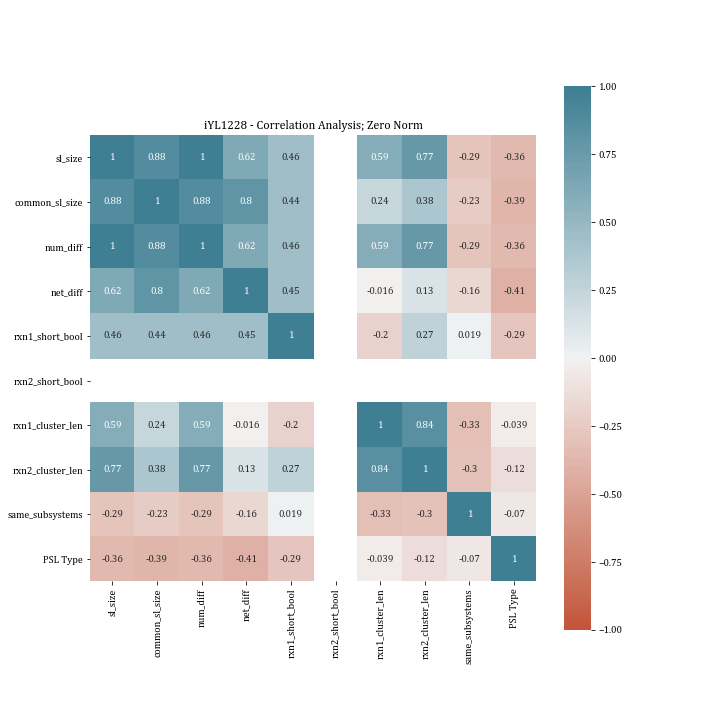 iYL1228 - Correlation Analysis; Zero Norm
sl_size 1 0.88 1 0.62 0.46 0.59 0.77 -0.29 -0.36
common_sl_size 0.88 1 0.88 0.8 0.44 0.24 0.38 -0.23 -0.39
num_diff 1 0.88 1 0.62 0.46 0.59 0.77 -0.29 -0.36
net_diff 0.62 0.8 0.62 1 0.45 -0.016 0.13 -0.16 -0.41
rxn1_short_bool 0.46 0.44 0.46 0.45 1 -0.2 0.27 0.019 -0.29
rxn2_short_bool
rxn1_cluster_len 0.59 0.24 0.59 -0.016 -0.2 1 0.84 -0.33 -0.039
rxn2_cluster_len 0.77 0.38 0.77 0.13 0.27 0.84 1 -0.3 -0.12
same_subsystems -0.29 -0.23 -0.29 -0.16 0.019 -0.33 -0.3 1 -0.07
PSL Type -0.36 -0.39 -0.36 -0.41 -0.29 -0.039 -0.12 -0.07 1
sl_size
common_sl_size
num_diff
net_diff
rxn1_short_bool
rxn2_short_bool
rxn1_cluster_len
rxn2_cluster_len
same_subsystems
PSL Type
1.00
0.75
0.50
0.25
0.00
−0.25
−0.50
−0.75
−1.00